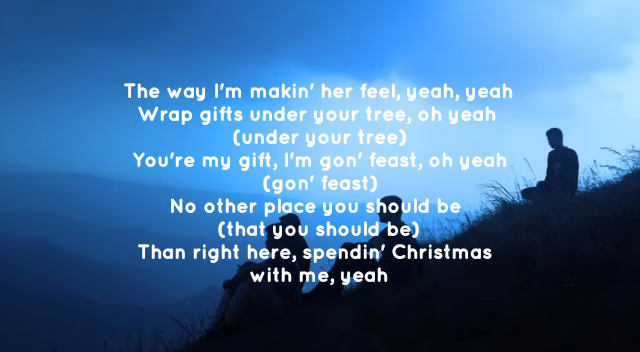 The way I'm makin' her feel, yeah, yeah
Wrap gifts under your tree, oh yeah
(under your tree)
You're my gift, I'm gon' feast, oh yeah
(gon' feast)
No other place you should be
(that you should be)
Than right here, spendin' Christmas
with me, yeah